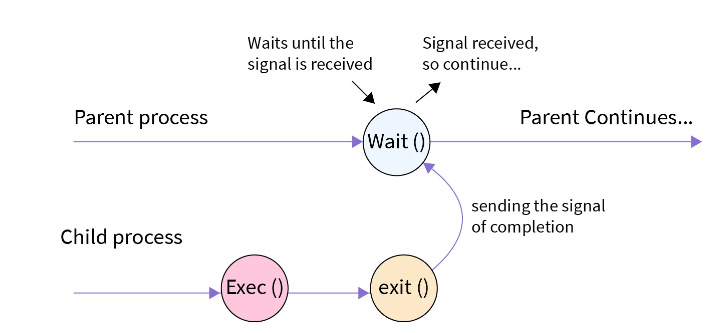 Waits until the
signal is received
Signal received,
so continue...
Parent process
Wait ()
Parent Continues...
sending the signal
of completion
Child process
Exec ()
exit ()